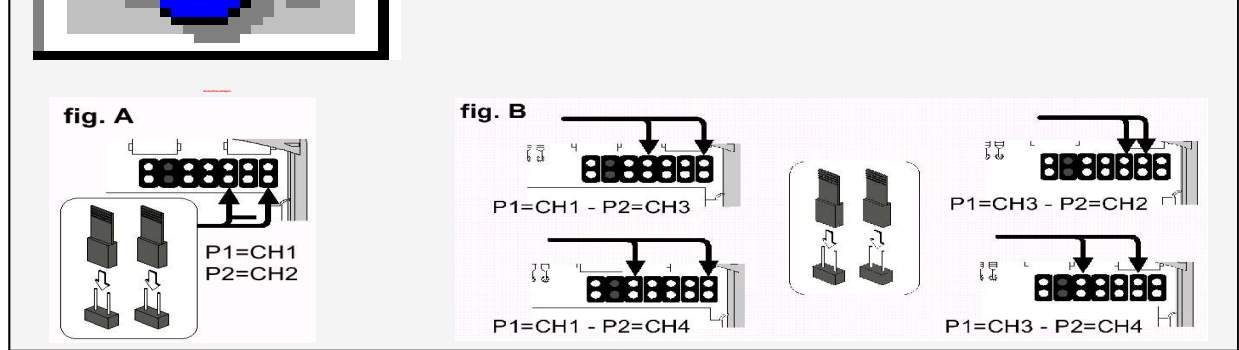 fig. A
P1=CH1
P2=CH2
fig. B
P1=CH1 - P2=CH3
P1=CH3 - P2=CH2
P1=CH1 - P2=CH4
P1=CH3 - P2=CH4